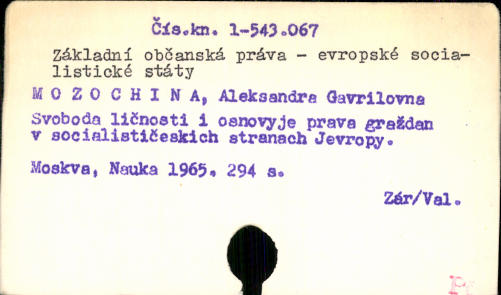 Čís.kn. 1-543.067
Základní občanská práva - evropské socia-
listické státy
M O Z O C H I N A, Aleksandra Gavrilovna
Svoboda ličnosti i osnovyje prava graždan
v socialističeskich stranach Jevropy.
Moskva, Nauka 1965. 294 s.
Zár/Val.